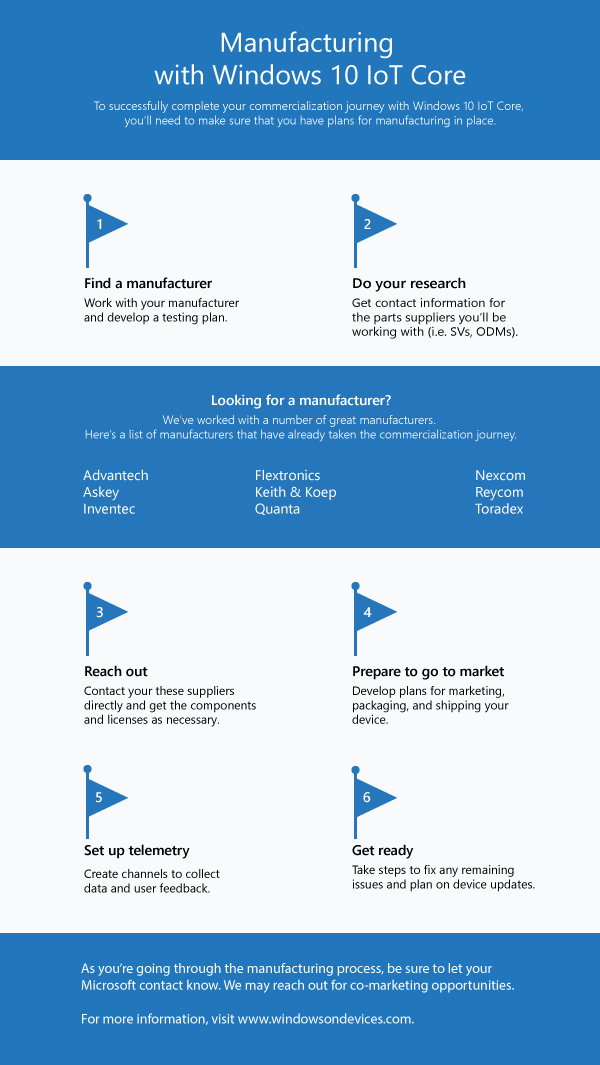 Manufacturing
with Windows 10 IoT Core
To successfully complete your commercialization journey with Windows 10 IoT Core,
you'll need to make sure that you have plans for manufacturing in place.
1
Find a manufacturer
Work with your manufacturer
and develop a testing plan.
2
Do your research
Get contact information for
the parts suppliers you'll be
working with (i.e. SVs, ODMs).
Looking for a manufacturer?
We've worked with a number of great manufacturers.
Here's a list of manufacturers that have already taken the commercialization journey.
Advantech
Askey
Inventec
Flextronics
Keith & Koep
Quanta
Nexcom
Reycom
Toradex
3
Reach out
Contact your these suppliers
directly and get the components
and licenses as necessary.
4
Prepare to go to market
Develop plans for marketing,
packaging, and shipping your
device.
5
Set up telemetry
Create channels to collect
data and user feedback.
6
Get ready
Take steps to fix any remaining
issues and plan on device updates.
As you're going through the manufacturing process, be sure to let your
Microsoft contact know. We may reach out for co-marketing opportunities.
For more information, visit www.windowsondevices.com.